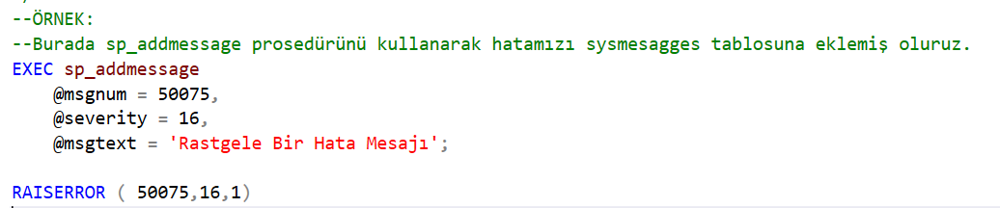 --ÖRNEK:
--Burada sp_addmessage prosedürünü kullanarak hatamızı sysmesagges tablosuna eklemiş oluruz.
EXEC sp_addmessage
    @msgnum = 50075,
    @severity = 16,
    @msgtext = 'Rastgele Bir Hata Mesajı';
RAISERROR ( 50075,16,1)